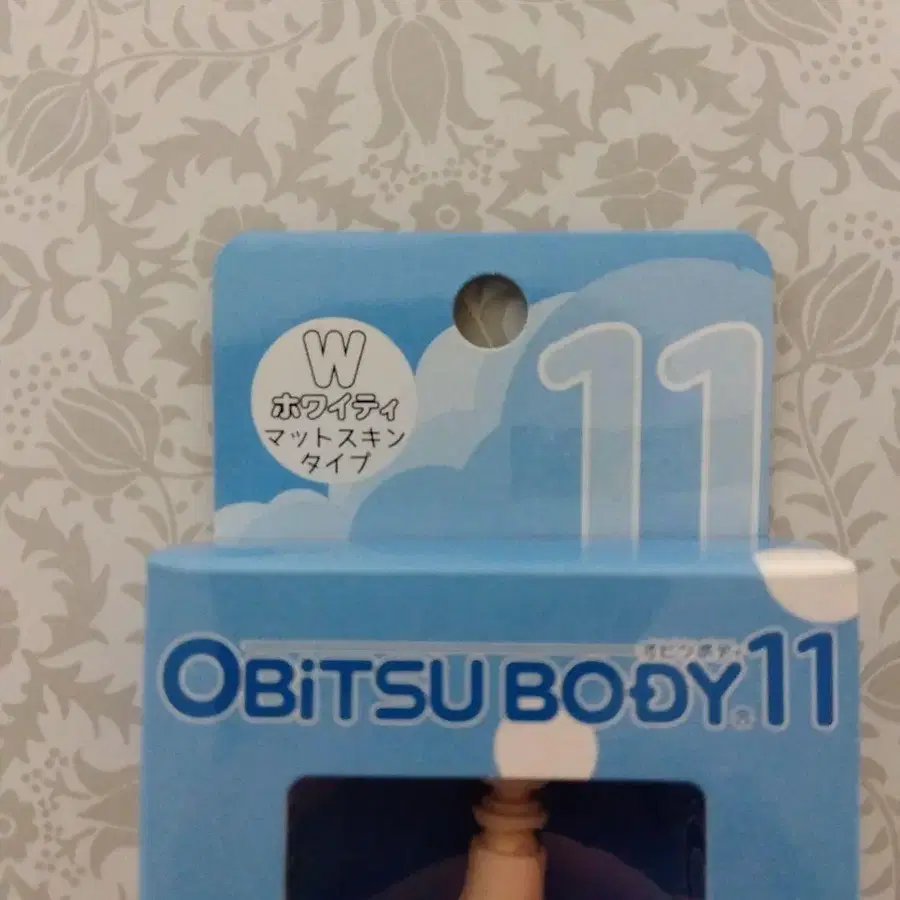 W
ホワイティ
マットスキン
タイプ
11
オビツボディ
OBiTSU BODY®11